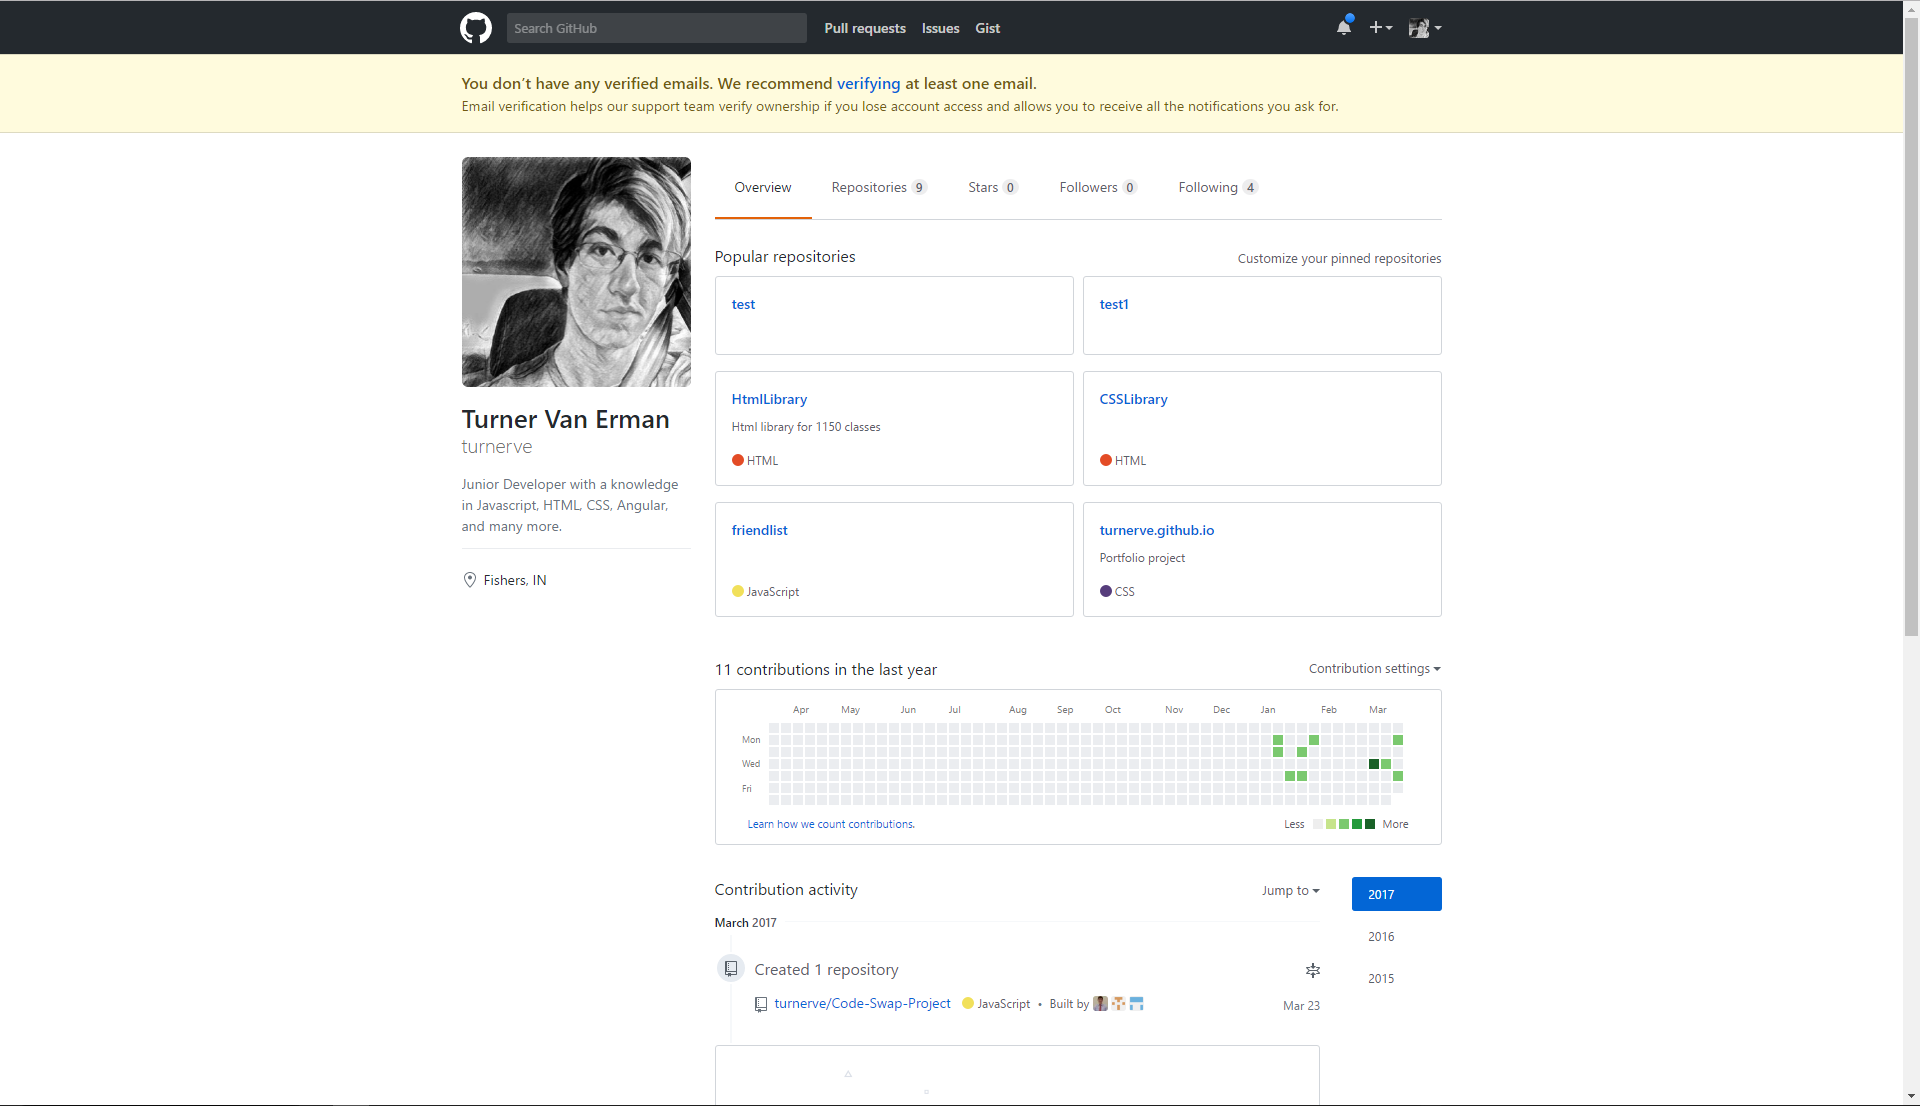 Search GitHub Pull requests Issues Gist
You don't have any verified emails. We recommend verifying at least one email.
Email verification helps our support team verify ownership if you lose account access and allows you to receive all the notifications you ask for.
Turner Van Erman
turnerve
Junior Developer with a knowledge
in Javascript, HTML, CSS, Angular,
and many more.
Fishers, IN
Overview Repositories 9 Stars 0 Followers 0 Following 4
Popular repositories Customize your pinned repositories
test
test1
HtmlLibrary
Html library for 1150 classes
HTML
CSSLibrary
HTML
friendlist
JavaScript
turnerve.github.io
Portfolio project
CSS
11 contributions in the last year Contribution settings
Apr May Jun Jul Aug Sep Oct Nov Dec Jan Feb Mar
Mon
Wed
Fri
Learn how we count contributions. Less More
Contribution activity Jump to
2017
2016
2015
March 2017
Created 1 repository
turnerve/Code-Swap-Project JavaScript • Built by Mar 23